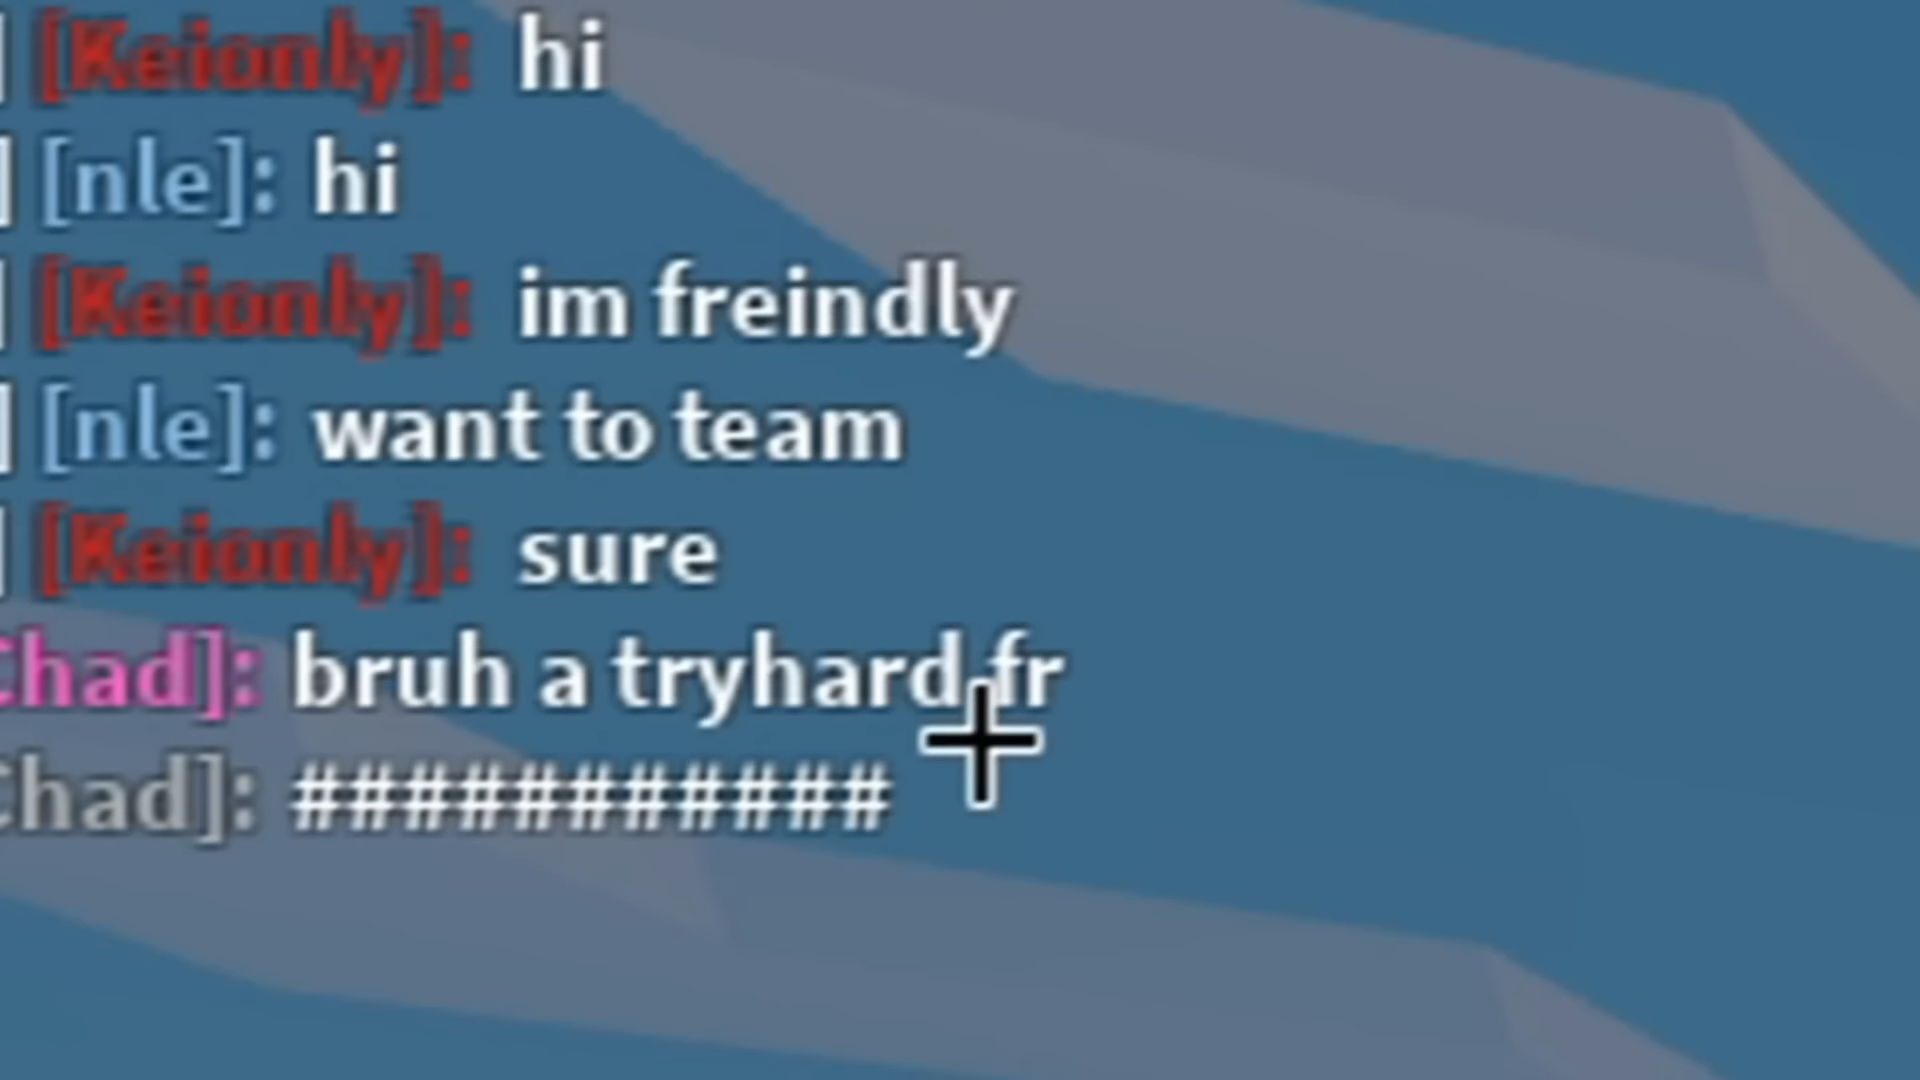 ] [Keionly]: hi
] [nle]: hi
] [Keionly]: im freindly
] [nle]: want to team
] [Keionly]: sure
Chad]: bruh a tryhard fr
Chad]: ###########